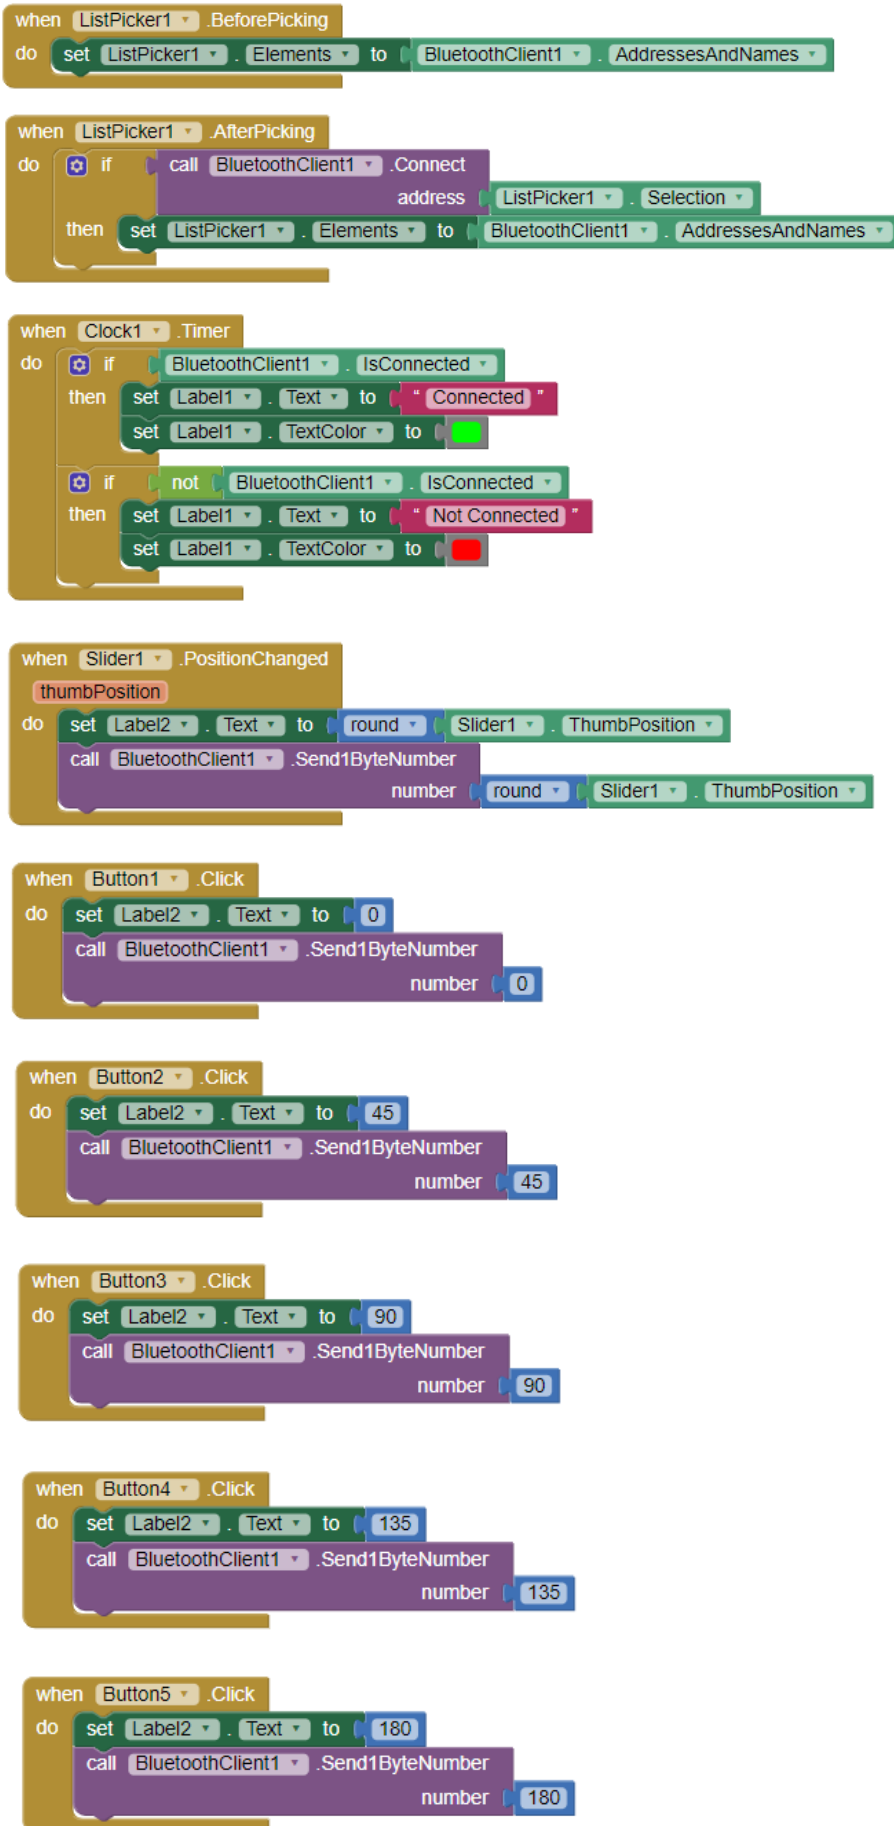 when ListPicker1 .BeforePicking
do set ListPicker1 . Elements to BluetoothClient1 . AddressesAndNames
when ListPicker1 .AfterPicking
do if call BluetoothClient1 .Connect
address ListPicker1 . Selection
then set ListPicker1 . Elements to BluetoothClient1 . AddressesAndNames
when Clock1 .Timer
do if BluetoothClient1 . IsConnected
then set Label1 . Text to " Connected "
set Label1 . TextColor to
if not BluetoothClient1 . IsConnected
then set Label1 . Text to " Not Connected "
set Label1 . TextColor to
when Slider1 .PositionChanged
thumbPosition
do set Label2 . Text to round Slider1 . ThumbPosition
call BluetoothClient1 .Send1ByteNumber
number round Slider1 . ThumbPosition
when Button1 .Click
do set Label2 . Text to 0
call BluetoothClient1 .Send1ByteNumber
number 0
when Button2 .Click
do set Label2 . Text to 45
call BluetoothClient1 .Send1ByteNumber
number 45
when Button3 .Click
do set Label2 . Text to 90
call BluetoothClient1 .Send1ByteNumber
number 90
when Button4 .Click
do set Label2 . Text to 135
call BluetoothClient1 .Send1ByteNumber
number 135
when Button5 .Click
do set Label2 . Text to 180
call BluetoothClient1 .Send1ByteNumber
number 180